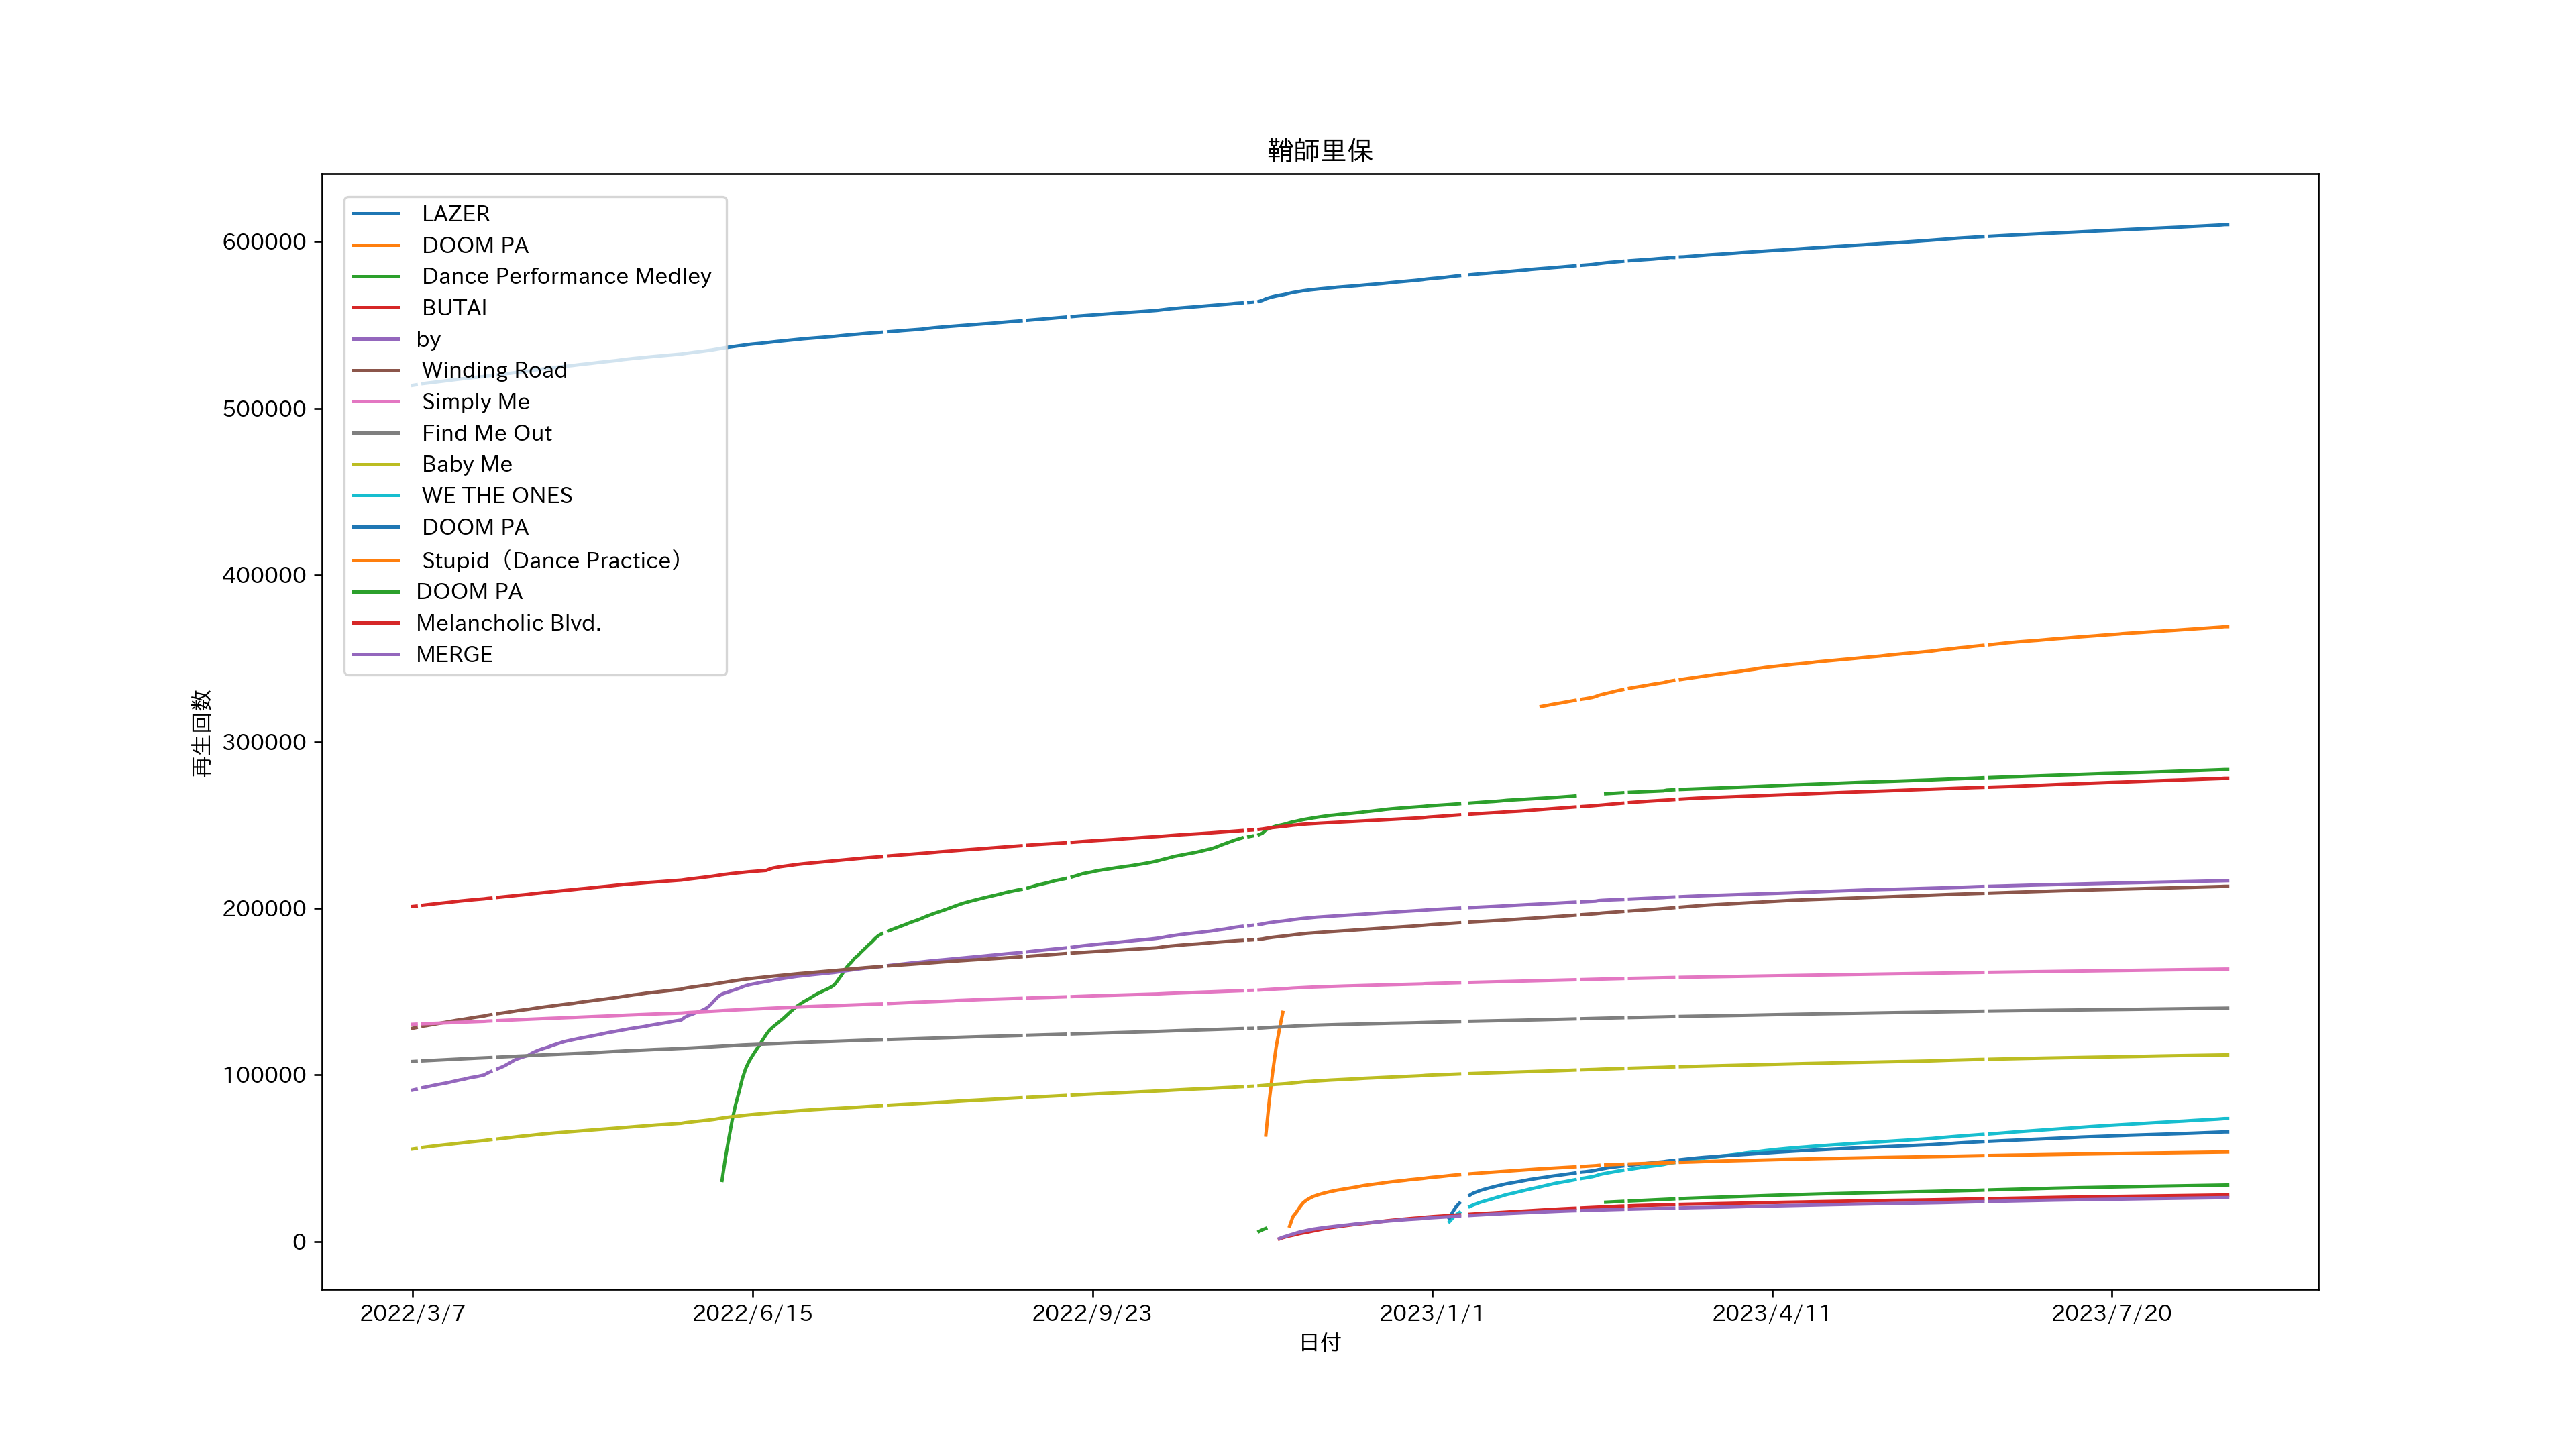 鞘師里保
LAZER
DOOM PA
Dance Performance Medley
BUTAI
by
Winding Road
Simply Me
Find Me Out
Baby Me
WE THE ONES
DOOM PA
Stupid（Dance Practice）
DOOM PA
Melancholic Blvd.
MERGE
600000
500000
400000
300000
200000
100000
0
再生回数
2022/3/7
2022/6/15
2022/9/23
2023/1/1
2023/4/11
2023/7/20
日付